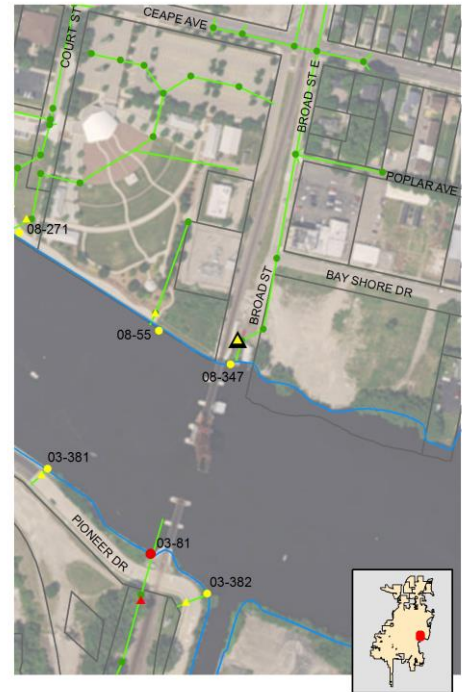 CEAPE AVE
COURT ST
BROAD ST E
POPLAR AVE
08-271
BAY SHORE DR
BROAD ST
08-55
08-347
03-381
PIONEER DR
03-81
03-382